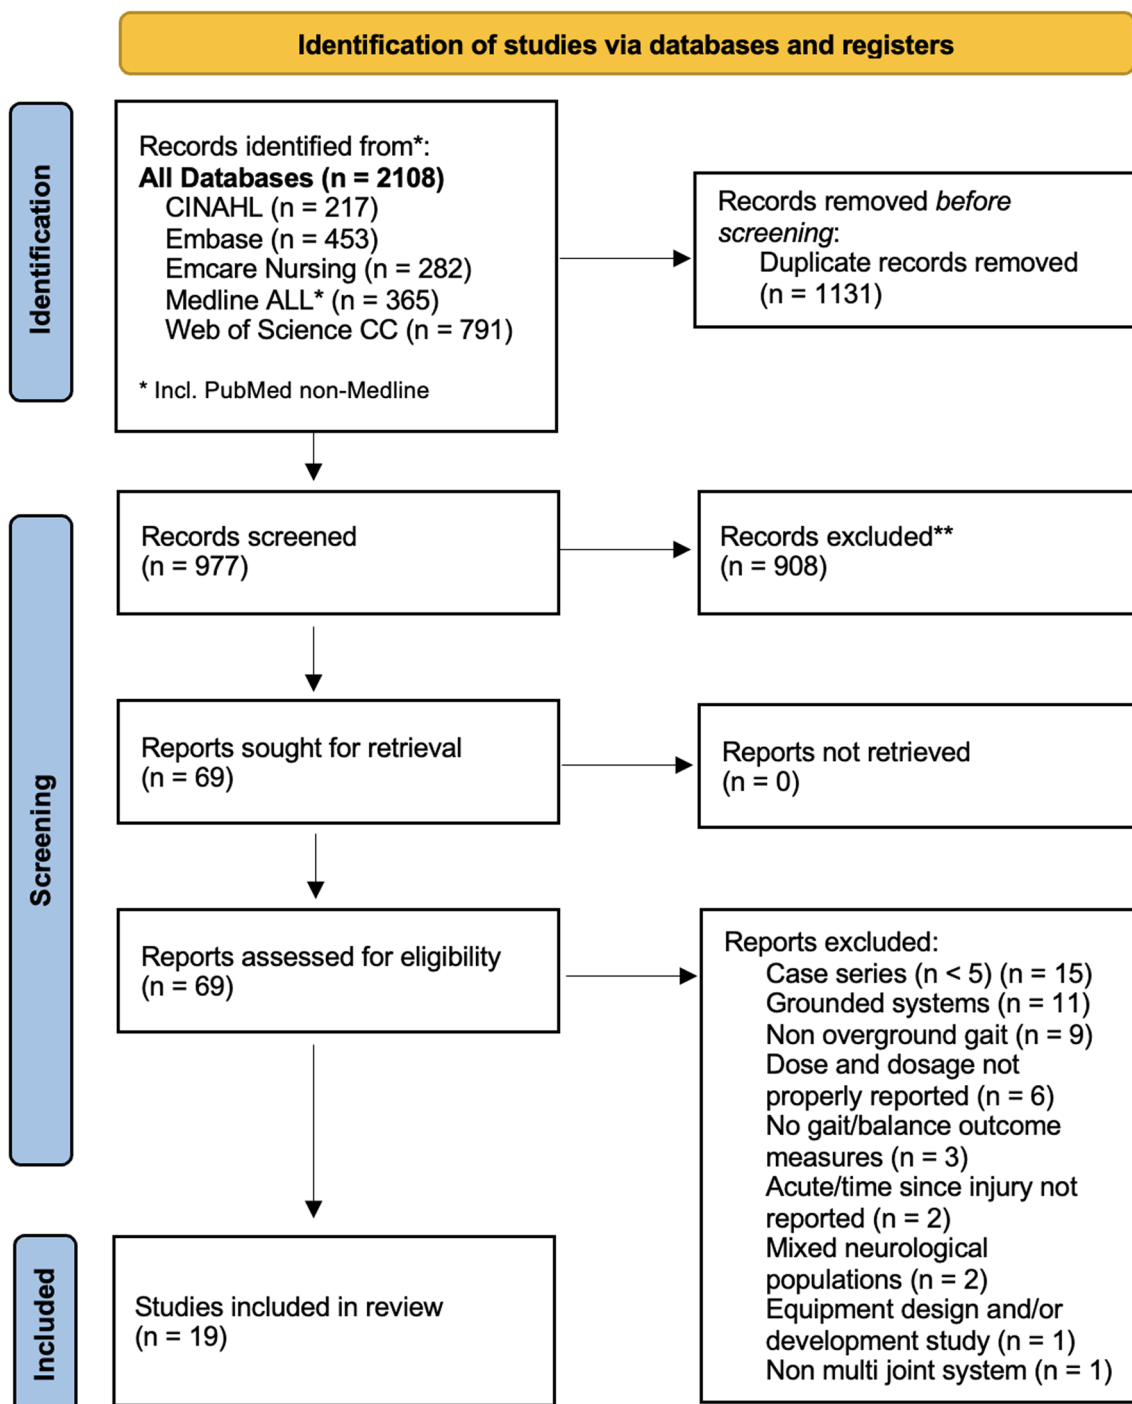 Identification of studies via databases and registers
Identification
Records identified from*:
All Databases (n = 2108)
CINAHL (n = 217)
Embase (n = 453)
Emcare Nursing (n = 282)
Medline ALL* (n = 365)
Web of Science CC (n = 791)
* Incl. PubMed non-Medline
Records removed before
screening:
Duplicate records removed
(n = 1131)
Screening
Records screened
(n = 977)
Records excluded**
(n = 908)
Reports sought for retrieval
(n = 69)
Reports not retrieved
(n = 0)
Reports assessed for eligibility
(n = 69)
Reports excluded:
Case series (n < 5) (n = 15)
Grounded systems (n = 11)
Non overground gait (n = 9)
Dose and dosage not
properly reported (n = 6)
No gait/balance outcome
measures (n = 3)
Acute/time since injury not
reported (n = 2)
Mixed neurological
populations (n = 2)
Equipment design and/or
development study (n = 1)
Non multi joint system (n = 1)
Included
Studies included in review
(n = 19)